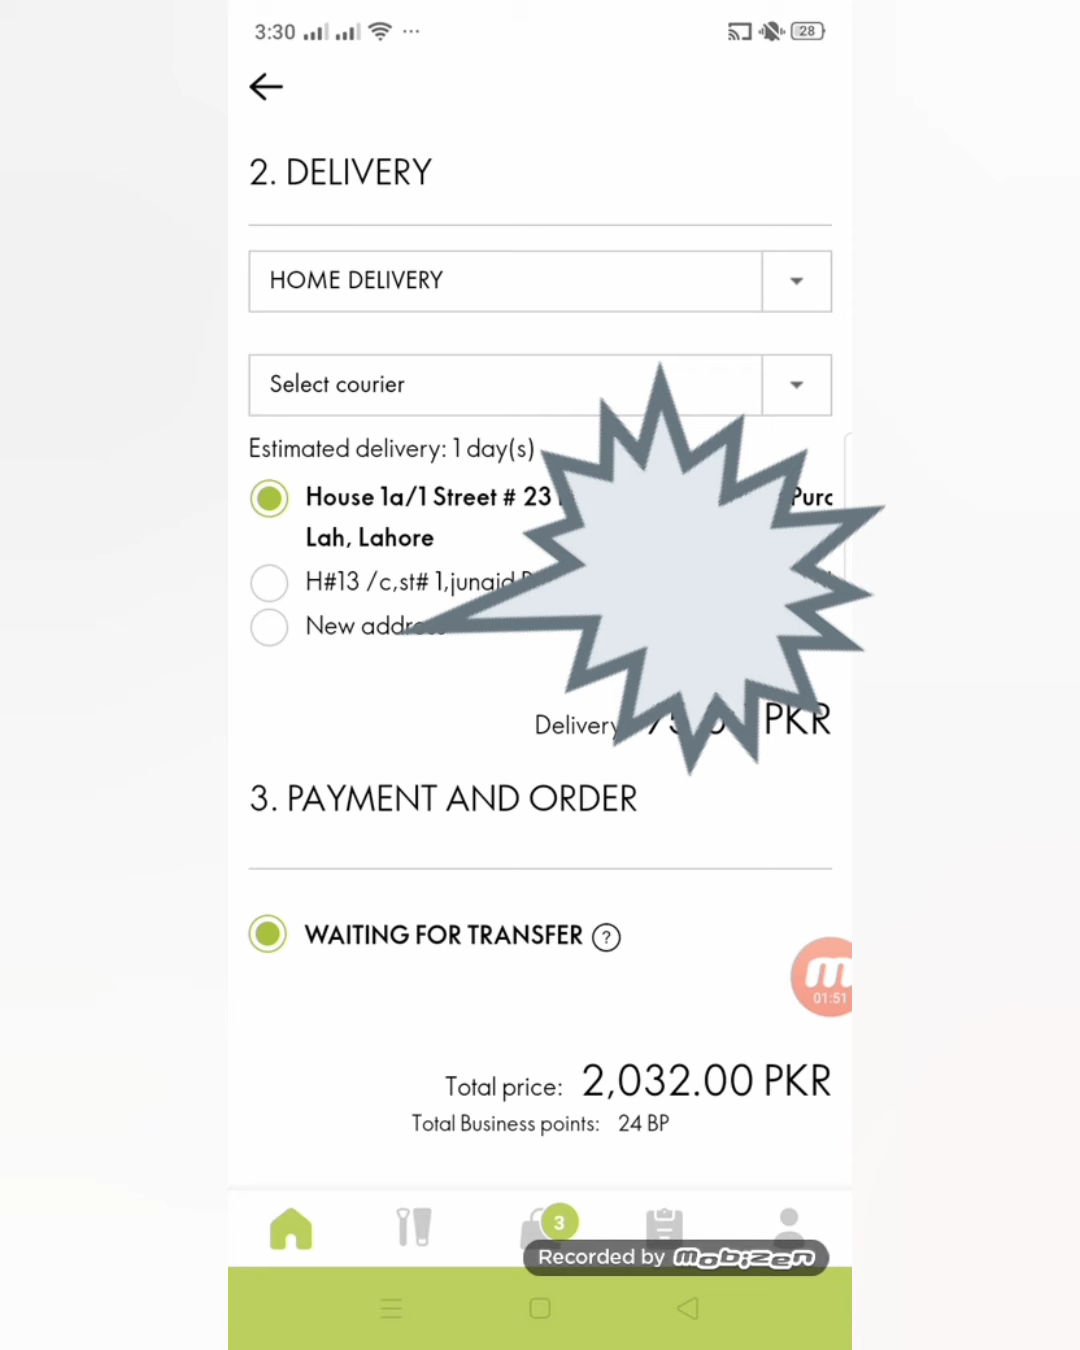 3:30
28
2. DELIVERY
HOME DELIVERY
Select courier
Estimated delivery: 1 day(s)
House 1a/1 Street # 23
Lah, Lahore
H#13 /c,st# 1,junaid
New address
Delivery
PKR
3. PAYMENT AND ORDER
WAITING FOR TRANSFER ?
01:51
Total price: 2,032.00 PKR
Total Business points: 24 BP
3
Recorded by mobizen